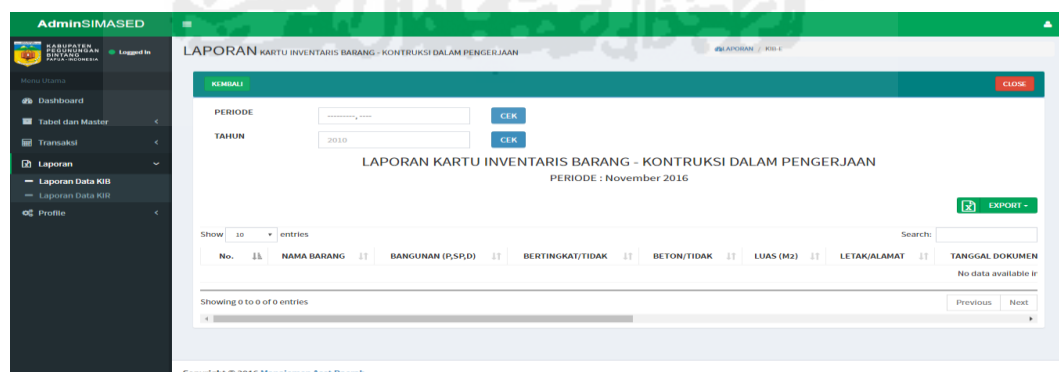 AdminSIMASED
KABUPATEN
PEGUNUNGAN
BINTANG
PAPUA-INDONESIA
Logged In
Menu Utama
Dashboard
Tabel dan Master
Transaksi
Laporan
Laporan Data KIB
Laporan Data KIR
Profile
LAPORAN KARTU INVENTARIS BARANG - KONTRUKSI DALAM PENGERJAAN
LAPORAN /
KEMBALI
CLOSE
PERIODE
---------, ----
CEK
TAHUN
2010
CEK
LAPORAN KARTU INVENTARIS BARANG - KONTRUKSI DALAM PENGERJAAN
PERIODE : November 2016
EXPORT
Show 10 entries
Search:
No. NAMA BARANG BANGUNAN (P,SP,D) BERTINGKAT/TIDAK BETON/TIDAK LUAS (M2) LETAK/ALAMAT TANGGAL DOKUMEN
No data available ir
Showing 0 to 0 of 0 entries
Previous Next